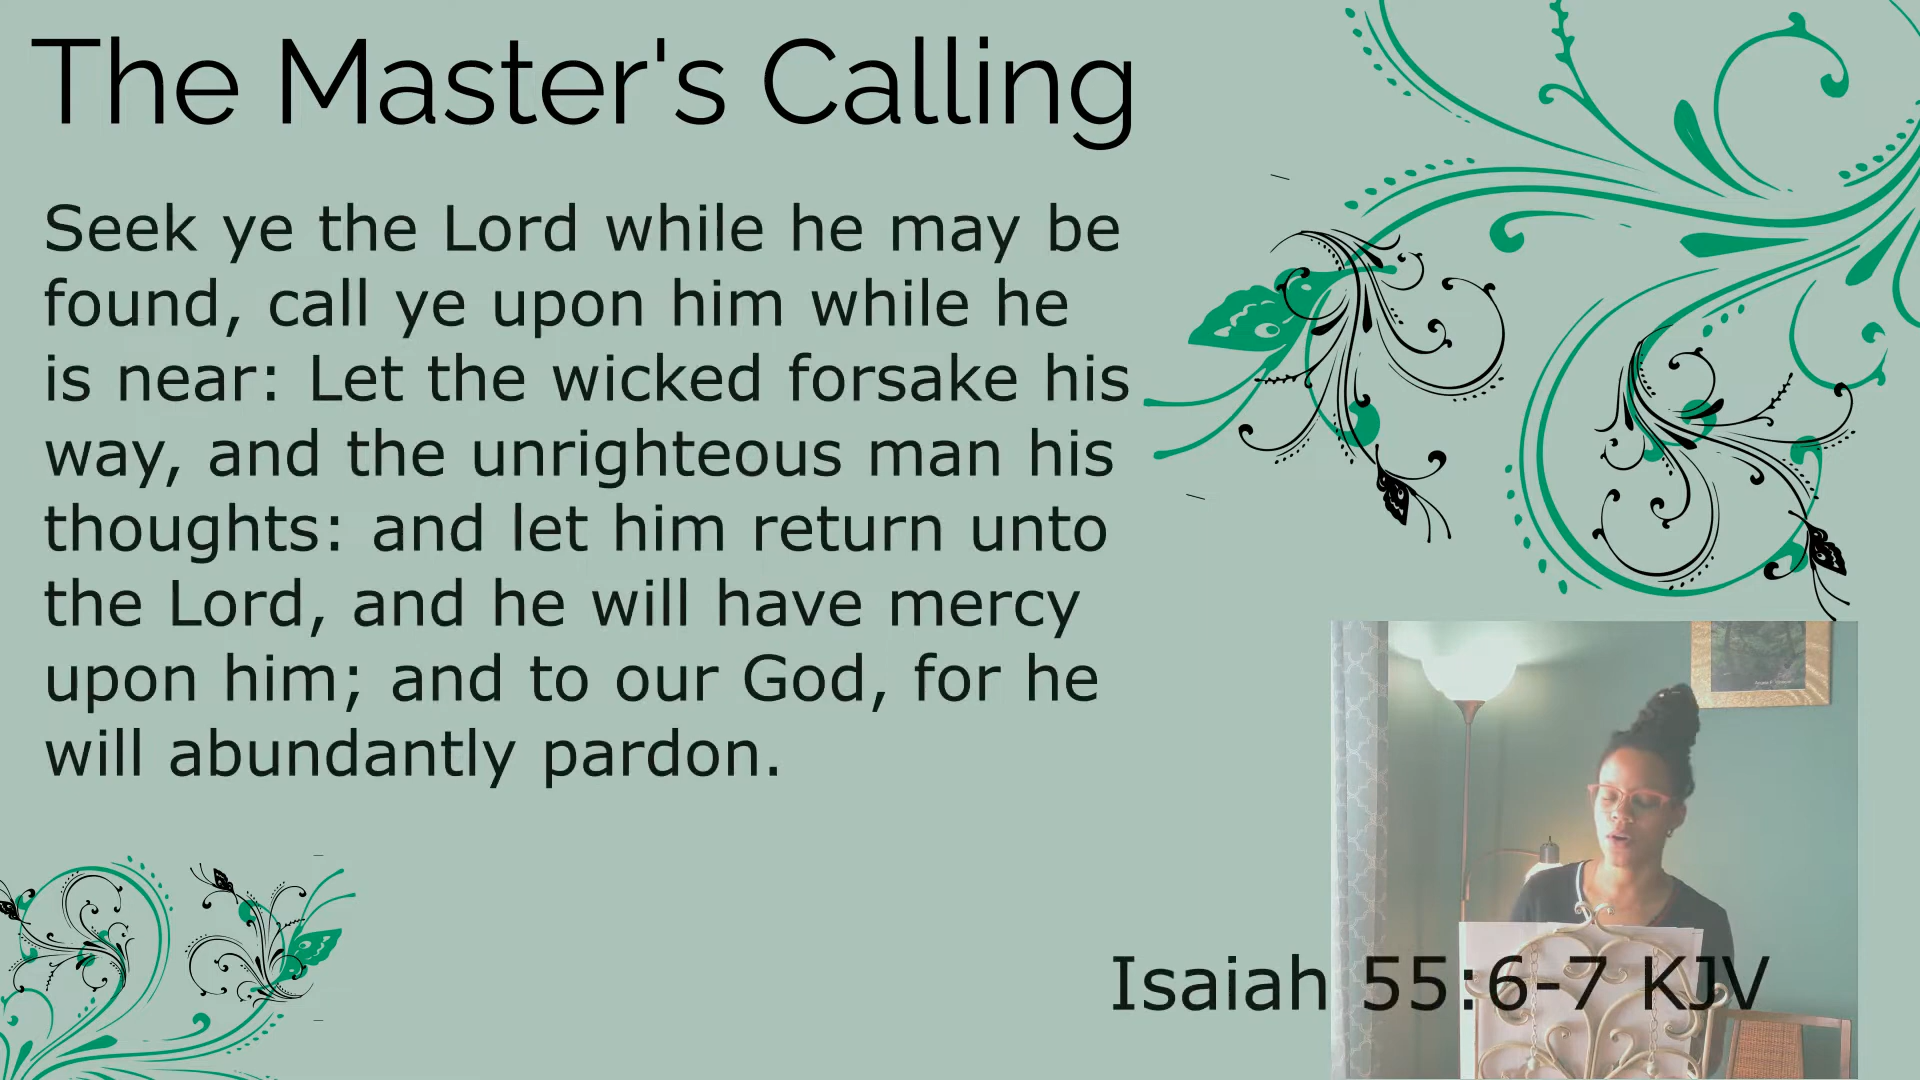 The Master's Calling
Seek ye the Lord while he may be
found, call ye upon him while he
is near: Let the wicked forsake his
way, and the unrighteous man his
thoughts: and let him return unto
the Lord, and he will have mercy
upon him; and to our God, for he
will abundantly pardon.
Isaiah 55:6-7 KJV